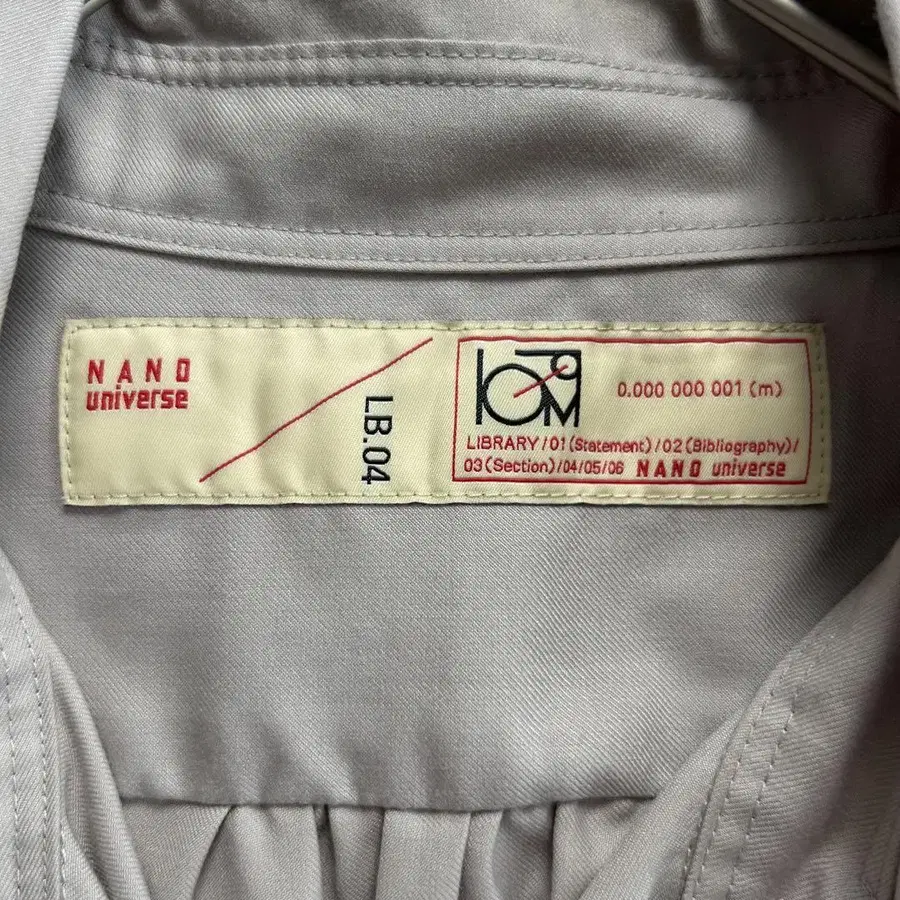 NANO
universe
LB.04
0.000 000 001 (m)
LIBRARY/01(Statement)/02(Bibliography)/
03(Section)/04/05/06 NANO universe